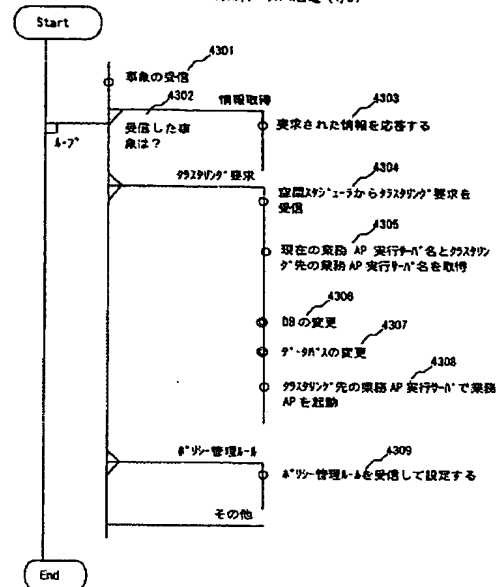 Start
4301
事象の受信
4302
情報取得
4303
ループ
受信した事
象は？
要求された情報を応答する
クラスタリング要求
4304
空間スケジューラからクラスタリング要求を
受信
4305
現在の業務 AP 実行サーバ名とクラスタリン
グ先の業務 AP 実行サーバ名を取得
4306
DB の変更
4307
データパスの変更
4308
クラスタリング先の業務 AP 実行サーバで業務
AP を起動
ポリシー管理ルール
4309
ポリシー管理ルールを受信して設定する
その他
End